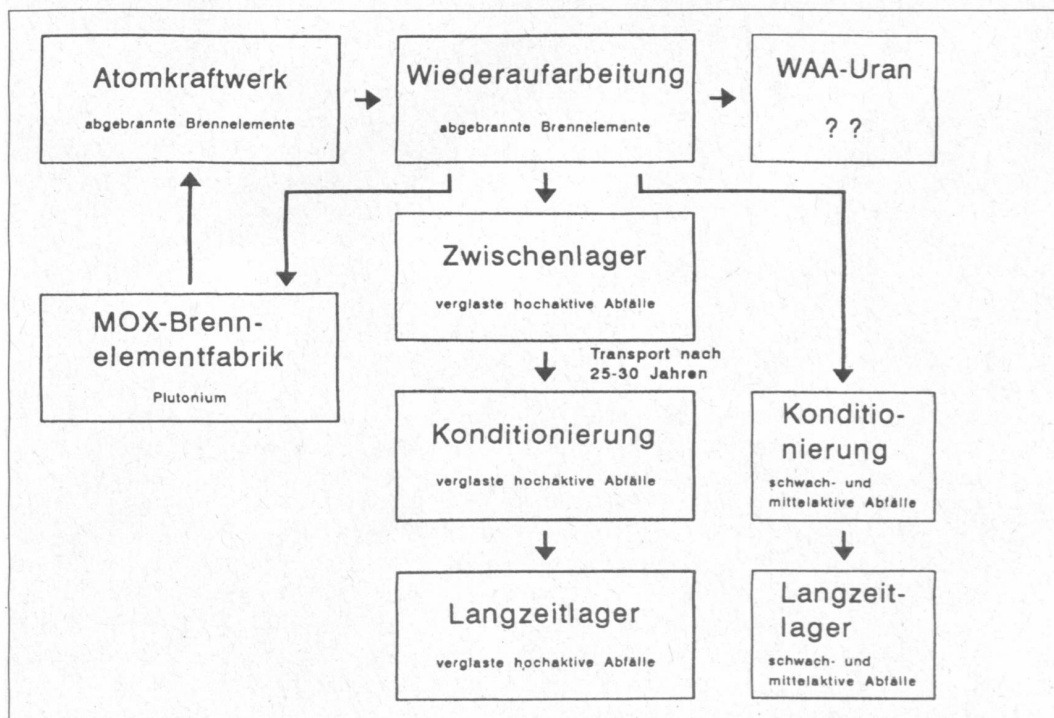 Atomkraftwerk
abgebrannte Brennelemente
Wiederaufarbeitung
abgebrannte Brennelemente
WAA-Uran
? ?
Zwischenlager
verglaste hochaktive Abfälle
MOX-Brenn-
elementfabrik
Plutonium
Transport nach
25-30 Jahren
Konditionierung
verglaste hochaktive Abfälle
Konditio-
nierung
schwach- und
mittelaktive Abfälle
Langzeitlager
verglaste hochaktive Abfälle
Langzeit-
lager
schwach- und
mittelaktive Abfälle